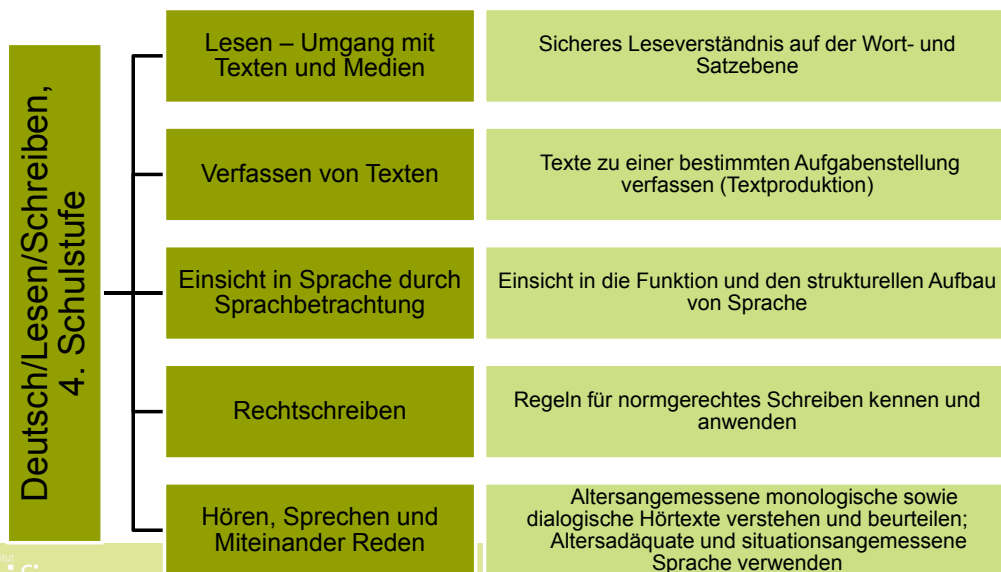 Deutsch/Lesen/Schreiben,
4. Schulstufe
Lesen – Umgang mit
Texten und Medien
Sicheres Leseverständnis auf der Wort- und
Satzebene
Verfassen von Texten
Texte zu einer bestimmten Aufgabenstellung
verfassen (Textproduktion)
Einsicht in Sprache durch
Sprachbetrachtung
Einsicht in die Funktion und den strukturellen Aufbau
von Sprache
Rechtschreiben
Regeln für normgerechtes Schreiben kennen und
anwenden
Hören, Sprechen und
Miteinander Reden
Altersangemessene monologische sowie
dialogische Hörtexte verstehen und beurteilen;
Altersadäquate und situationsangemessene
Sprache verwenden